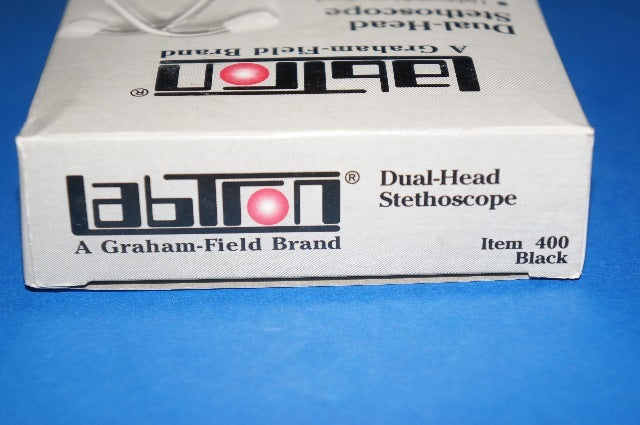 Dual-Head
Stethoscope
A Graham-Field Brand
LabTron®
LabTron®
A Graham-Field Brand
Dual-Head
Stethoscope
Item 400
Black